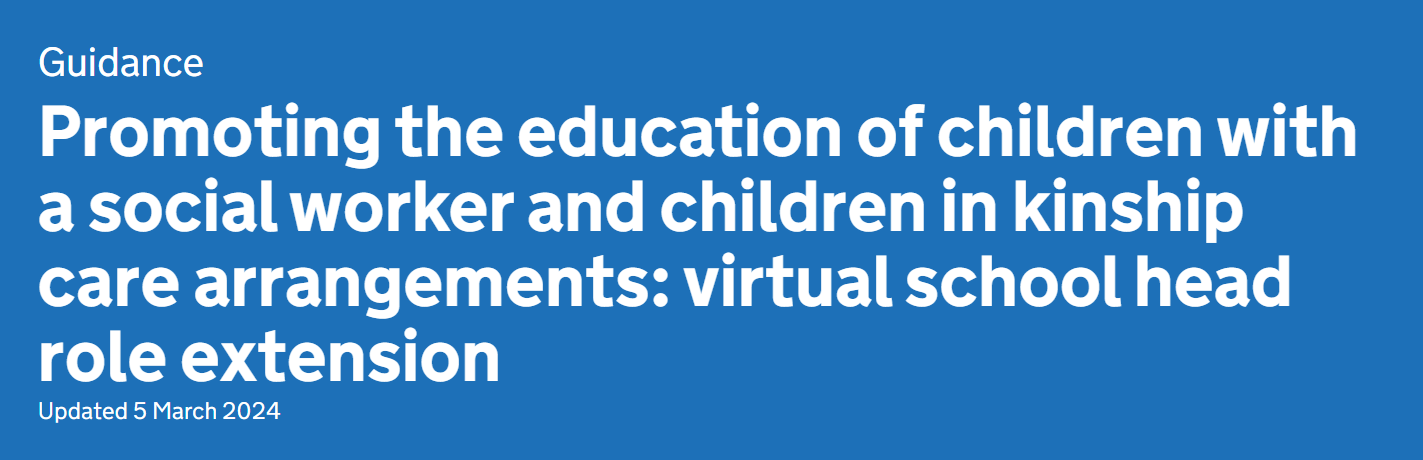 Guidance
Promoting the education of children with
a social worker and children in kinship
care arrangements: virtual school head
role extension
Updated 5 March 2024